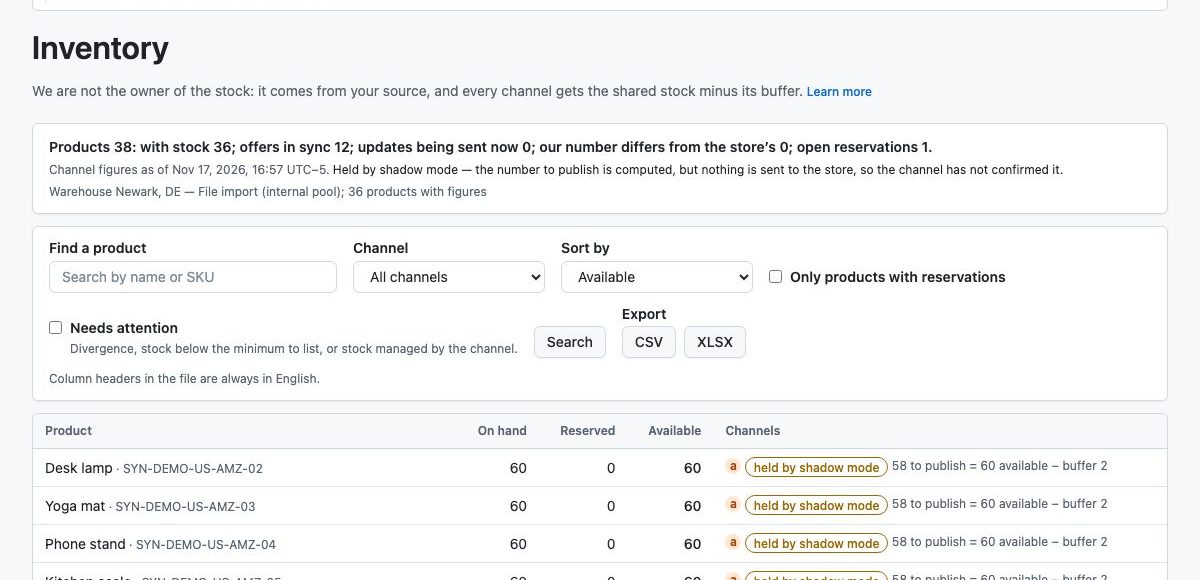 Inventory
We are not the owner of the stock: it comes from your source, and every channel gets the shared stock minus its buffer. Learn more
Products 38: with stock 36; offers in sync 12; updates being sent now 0; our number differs from the store’s 0; open reservations 1.
Channel figures as of Nov 17, 2026, 16:57 UTC−5. Held by shadow mode — the number to publish is computed, but nothing is sent to the store, so the channel has not confirmed it.
Warehouse Newark, DE — File import (internal pool); 36 products with figures
Find a product Channel Sort by
Search by name or SKU All channels Available Only products with reservations
Needs attention Export
Divergence, stock below the minimum to list, or stock managed by the channel. Search CSV XLSX
Column headers in the file are always in English.
Product On hand Reserved Available Channels
Desk lamp · SYN-DEMO-US-AMZ-02 60 0 60 a held by shadow mode 58 to publish = 60 available − buffer 2
Yoga mat · SYN-DEMO-US-AMZ-03 60 0 60 a held by shadow mode 58 to publish = 60 available − buffer 2
Phone stand · SYN-DEMO-US-AMZ-04 60 0 60 a held by shadow mode 58 to publish = 60 available − buffer 2